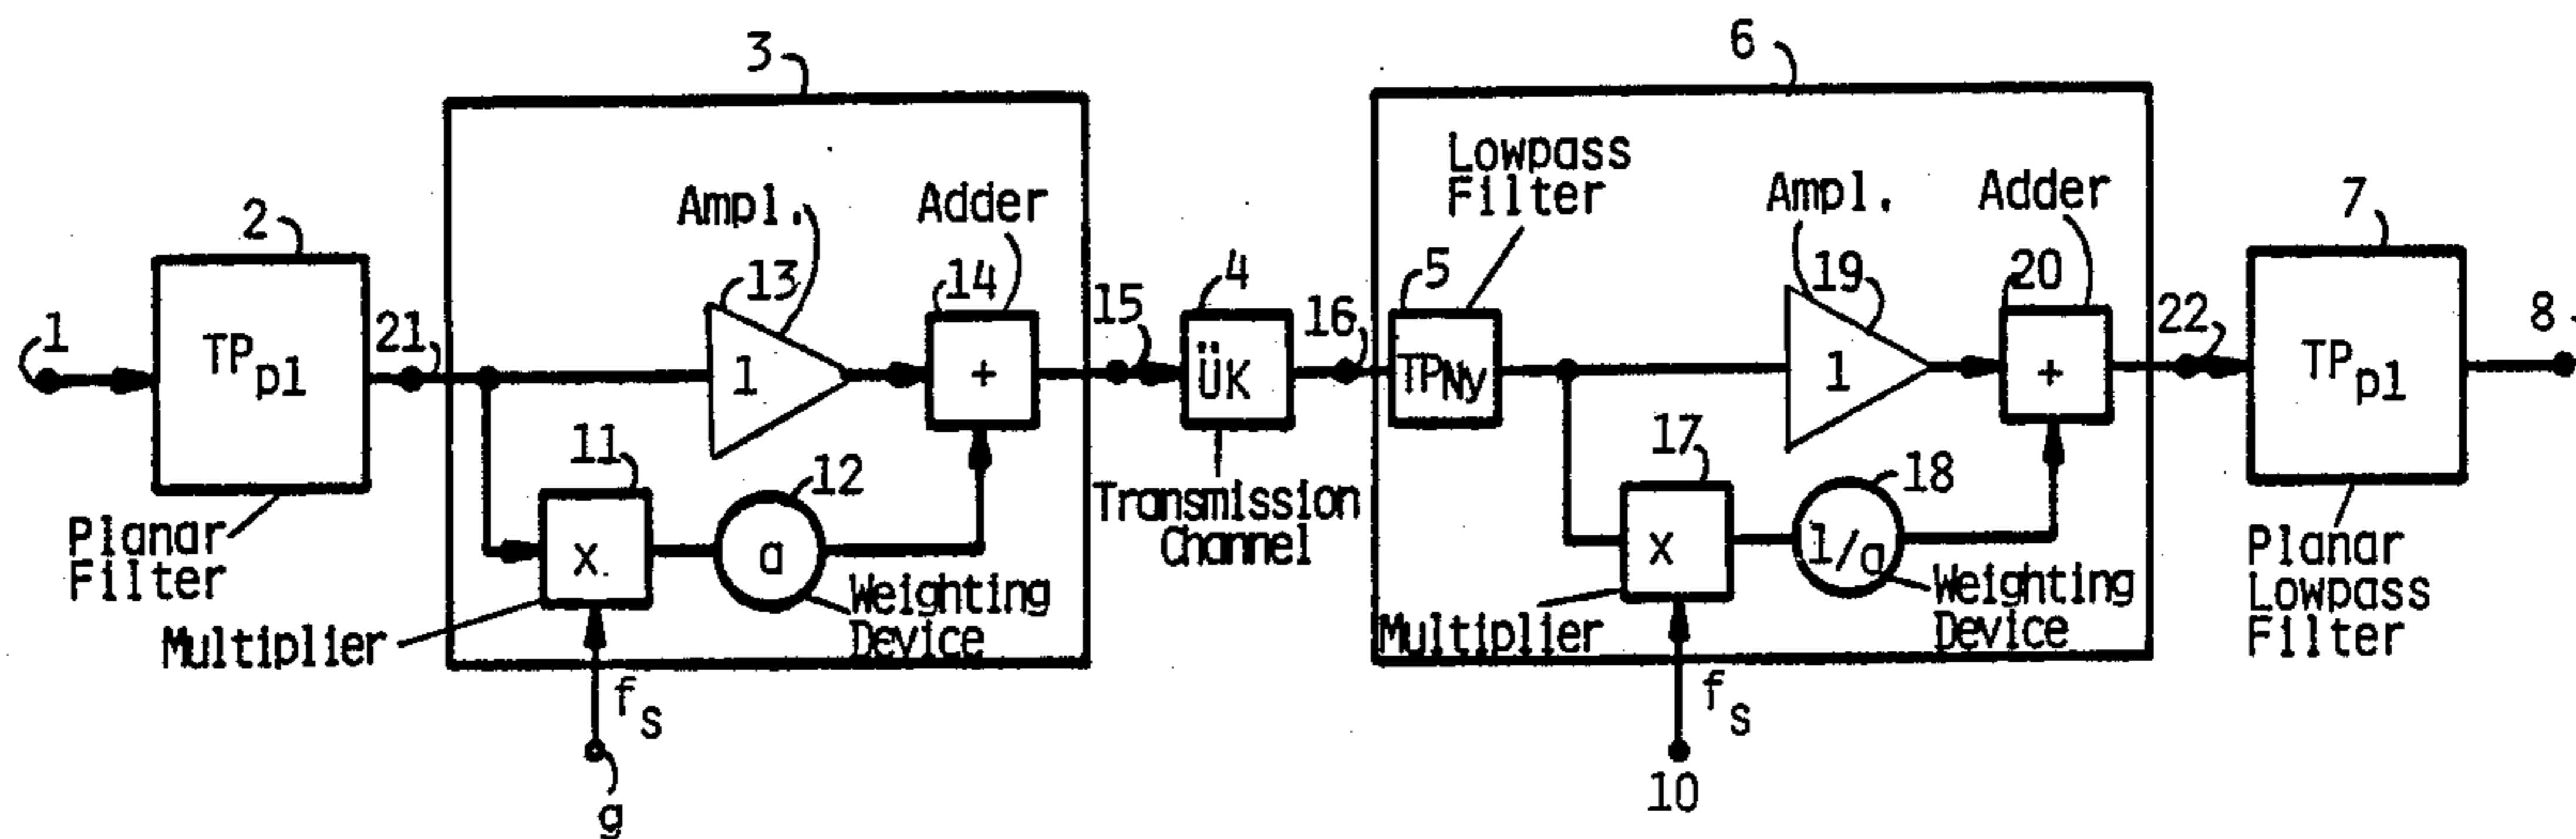 3
6
Lowpass
Filter
2
Ampl.
Adder
Ampl.
Adder
7
13
14
4
5
19
20
1
TPpl
21
1
+
15
ÜK
16
TPNy
1
+
22
TPpl
8
11
12
17
18
Planar
Filter
x
a
Transmission
Channel
x
1/a
Planar
Lowpass
Filter
Multiplier
Weighting
Device
Multiplier
Weighting
Device
fs
fs
g
10